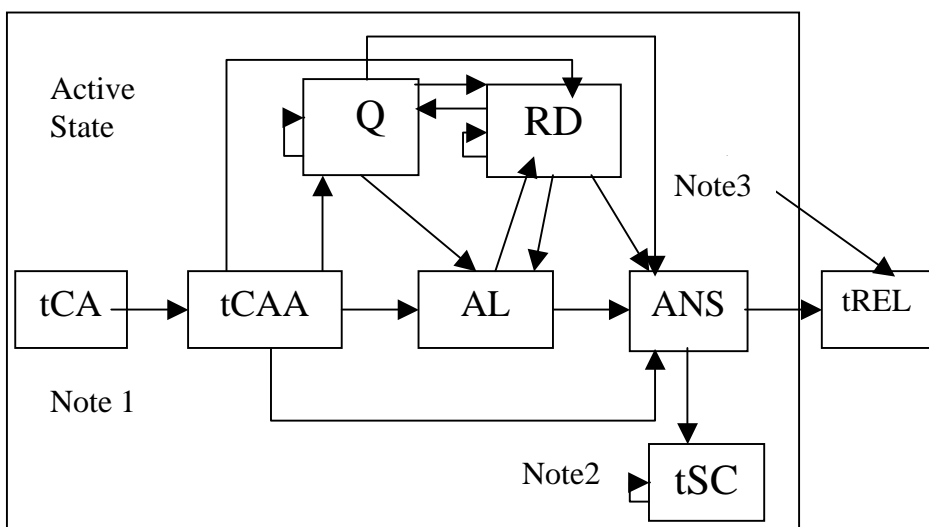 Active
State
Q
RD
Note3
tCA
tCAA
AL
ANS
tREL
Note 1
Note2
tSC